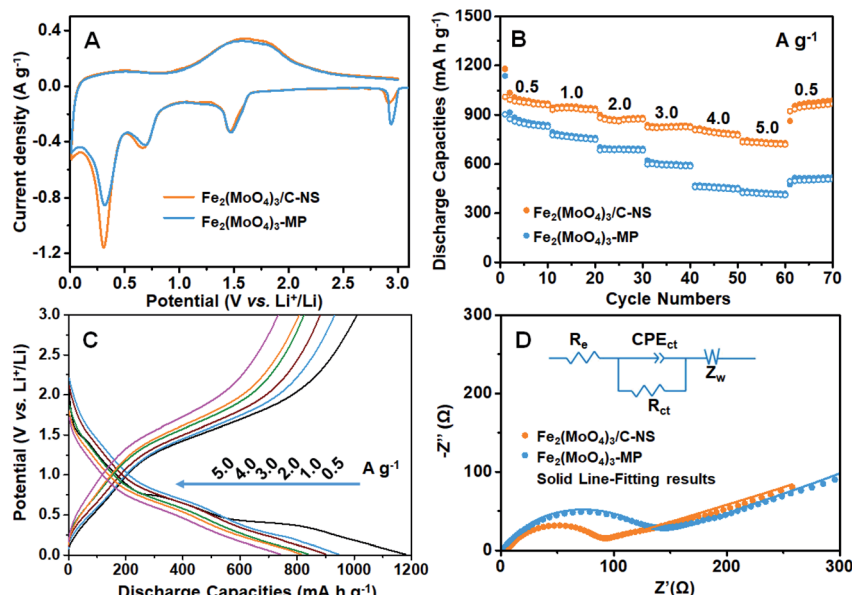 A
0.4
0.0
-0.4
-0.8
-1.2
Current density (A g⁻¹)
Fe₂(MoO₄)₃/C-NS
Fe₂(MoO₄)₃-MP
0.0 0.5 1.0 1.5 2.0 2.5 3.0
Potential (V vs. Li⁺/Li)
B
A g⁻¹
1500
1200
900
600
300
0
Discharge Capacities (mA h g⁻¹)
0.5 1.0 2.0 3.0 4.0 5.0 0.5
Fe₂(MoO₄)₃/C-NS
Fe₂(MoO₄)₃-MP
0 10 20 30 40 50 60 70
Cycle Numbers
C
3.0
2.5
2.0
1.5
1.0
0.5
0.0
Potential (V vs. Li⁺/Li)
5.0 4.0 3.0 2.0 1.0 0.5
A g⁻¹
0 200 400 600 800 1000 1200
Discharge Capacities (mA h g⁻¹)
D
300
250
200
150
100
50
0
-Z'' (Ω)
Rₑ
CPE_ct
R_ct
Z_w
Fe₂(MoO₄)₃/C-NS
Fe₂(MoO₄)₃-MP
Solid Line-Fitting results
0 100 200 300
Z'(Ω)